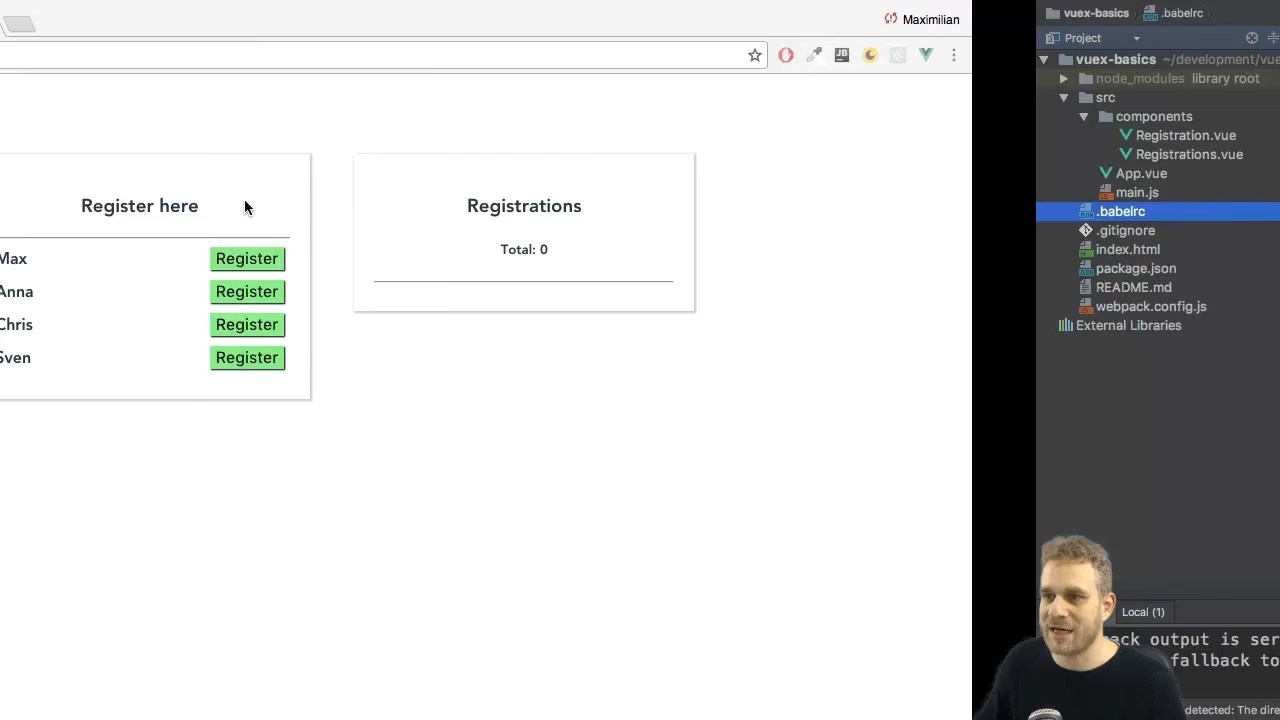 Maximilian
JB
Register here
Max Register
Anna Register
Chris Register
Sven Register
Registrations
Total: 0
vuex-basics .babelrc
Project
vuex-basics ~/development/vue
node_modules library root
src
components
Registration.vue
Registrations.vue
App.vue
main.js
.babelrc
.gitignore
index.html
package.json
README.md
webpack.config.js
External Libraries
Local (1)
ack output is ser
fallback to
detected: The dire